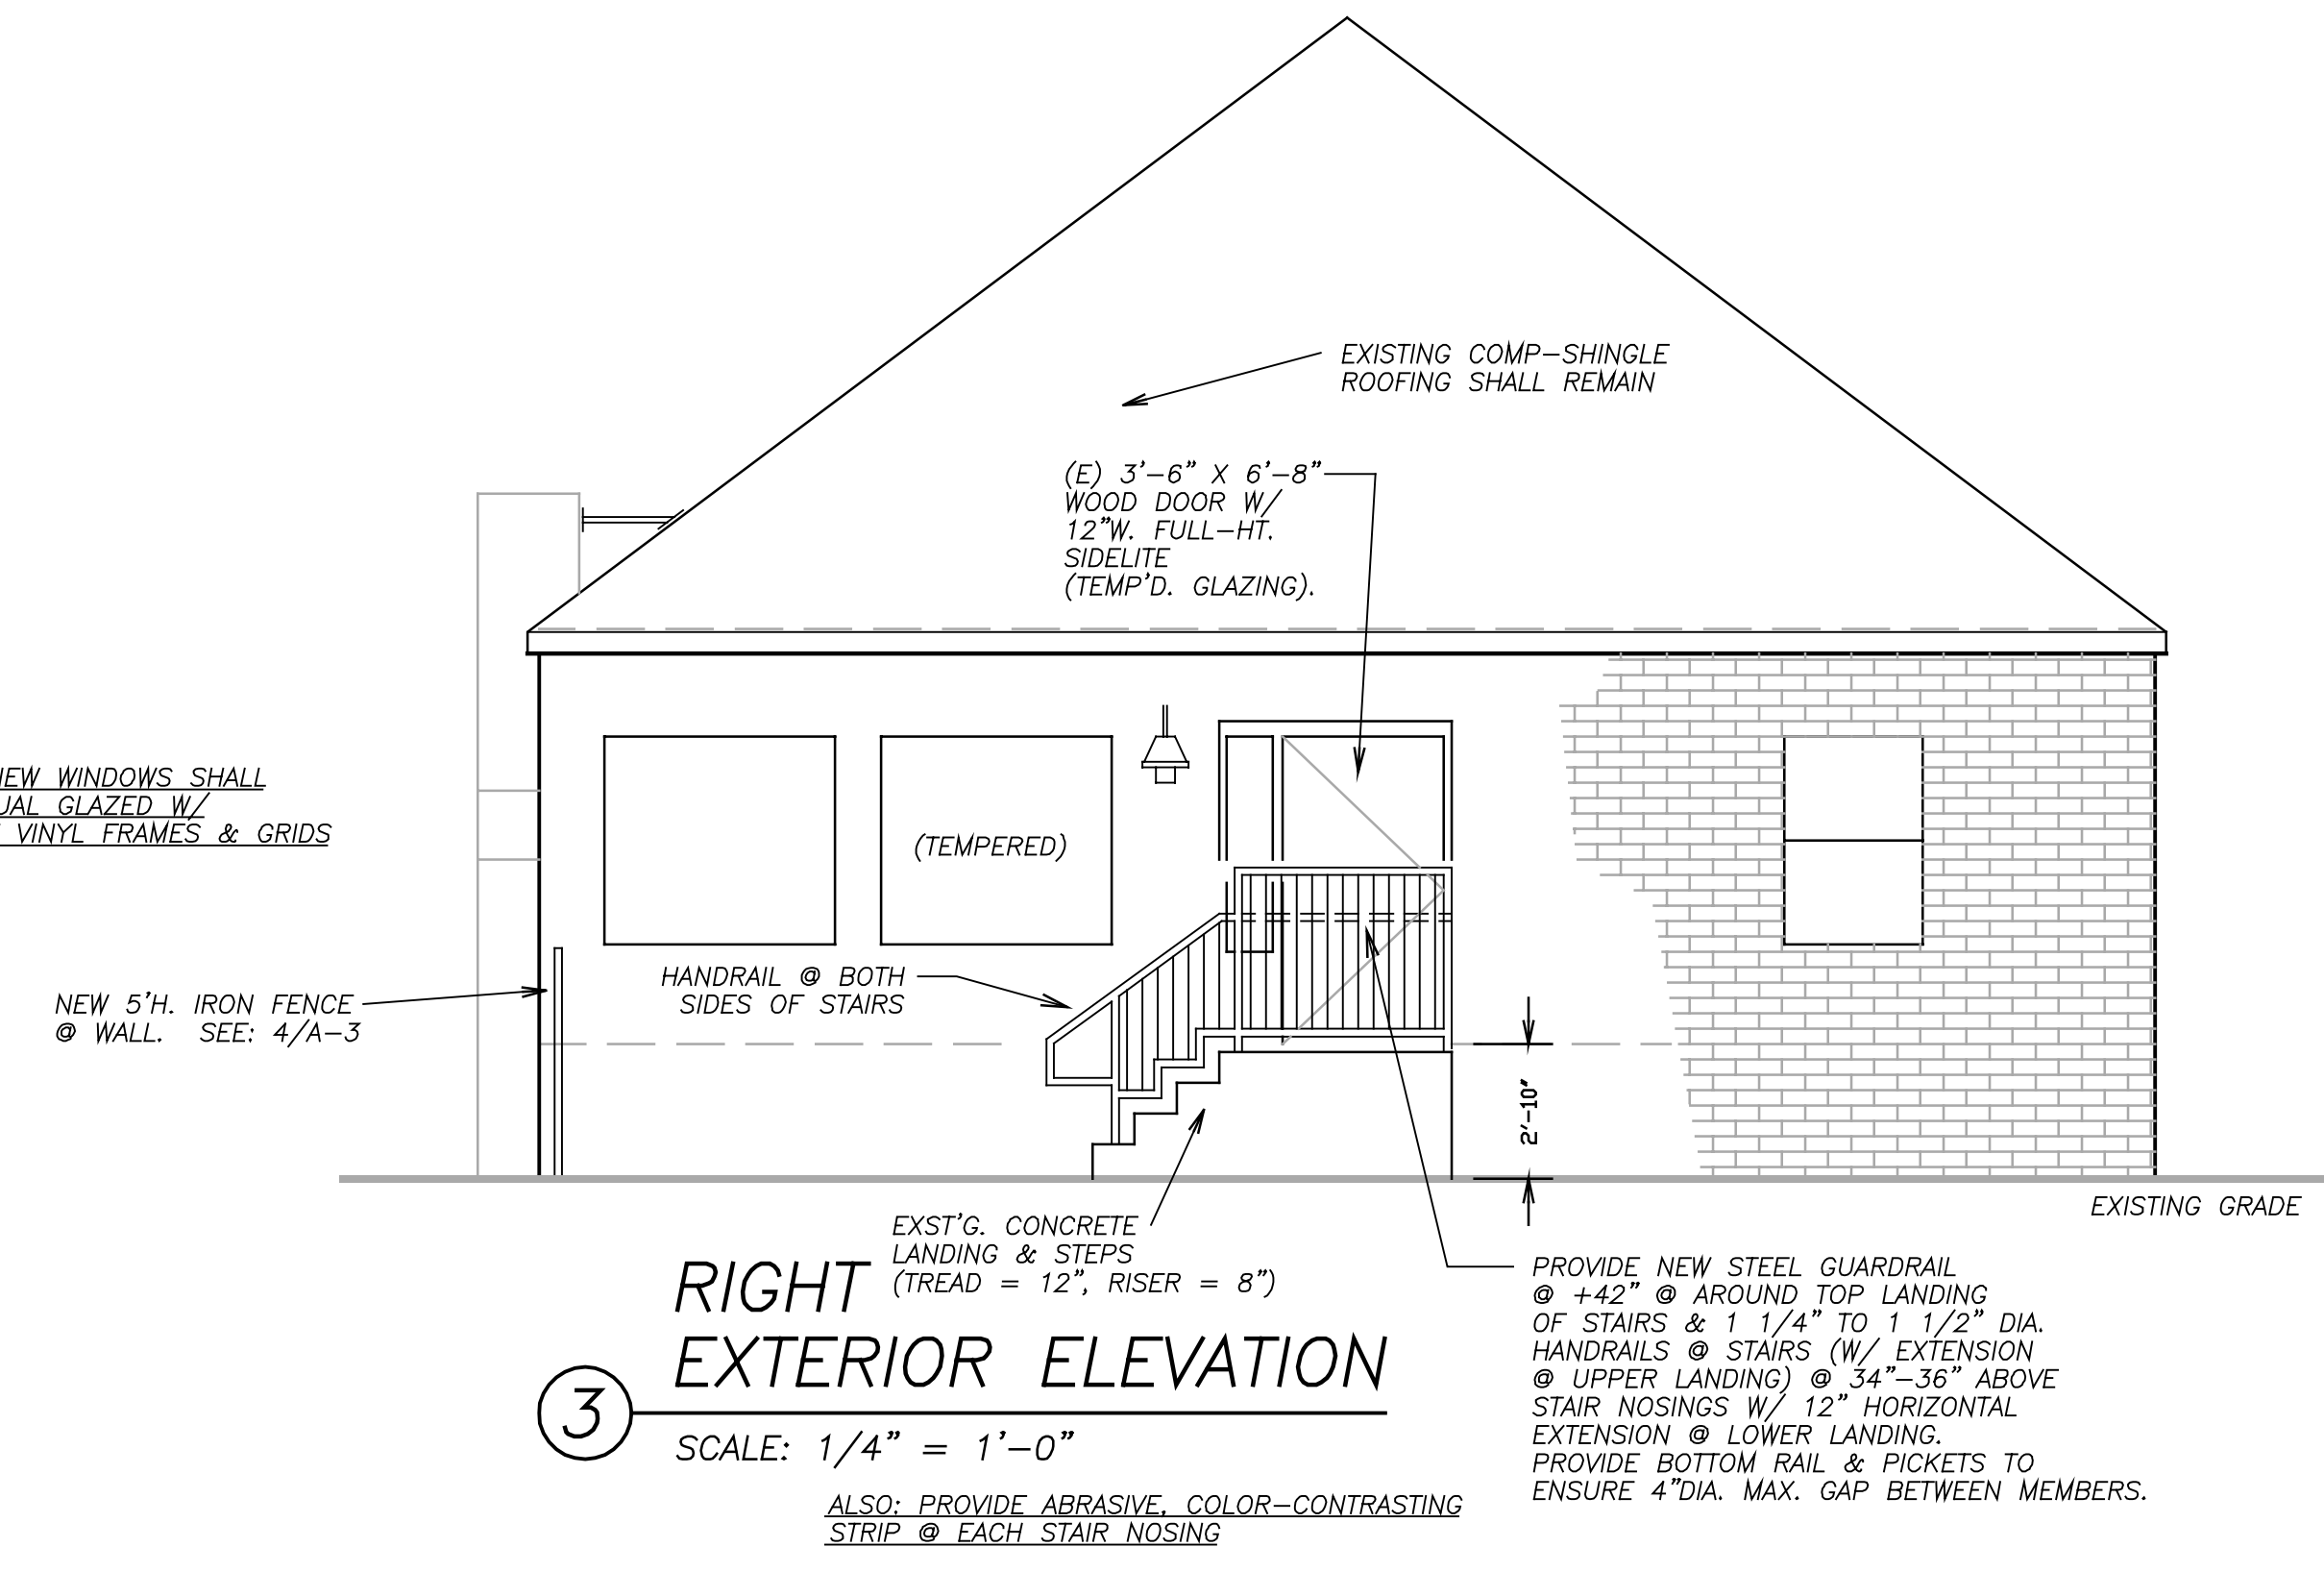 EXISTING COMP-SHINGLE
ROOFING SHALL REMAIN
(E) 3'-6" X 6'-8"
WOOD DOOR W/
12"W. FULL-HT.
SIDELITE
(TEMP'D. GLAZING).
WINDOWS SHALL
GLAZED W/
VINYL FRAMES & GRIDS
(TEMPERED)
HANDRAIL @ BOTH
SIDES OF STAIRS
NEW 5'H. IRON FENCE
@ WALL. SEE: 4/A-3
2'-10"
EXISTING GRADE
EXST'G. CONCRETE
LANDING & STEPS
(TREAD = 12", RISER = 8")
RIGHT
EXTERIOR ELEVATION
3
SCALE: 1/4" = 1'-0"
ALSO: PROVIDE ABRASIVE, COLOR-CONTRASTING
STRIP @ EACH STAIR NOSING
PROVIDE NEW STEEL GUARDRAIL
@ +42" @ AROUND TOP LANDING
OF STAIRS & 1 1/4" TO 1 1/2" DIA.
HANDRAILS @ STAIRS (W/ EXTENSION
@ UPPER LANDING) @ 34"-36" ABOVE
STAIR NOSINGS W/ 12" HORIZONTAL
EXTENSION @ LOWER LANDING.
PROVIDE BOTTOM RAIL & PICKETS TO
ENSURE 4"DIA. MAX. GAP BETWEEN MEMBERS.